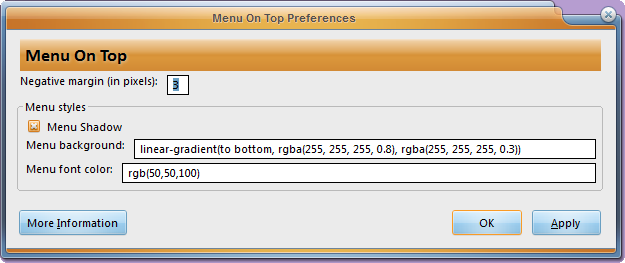 Menu On Top Preferences
Menu On Top
Negative margin (in pixels): 3
Menu styles
Menu Shadow
Menu background: linear-gradient(to bottom, rgba(255, 255, 255, 0.8), rgba(255, 255, 255, 0.3))
Menu font color: rgb(50,50,100)
More Information OK Apply